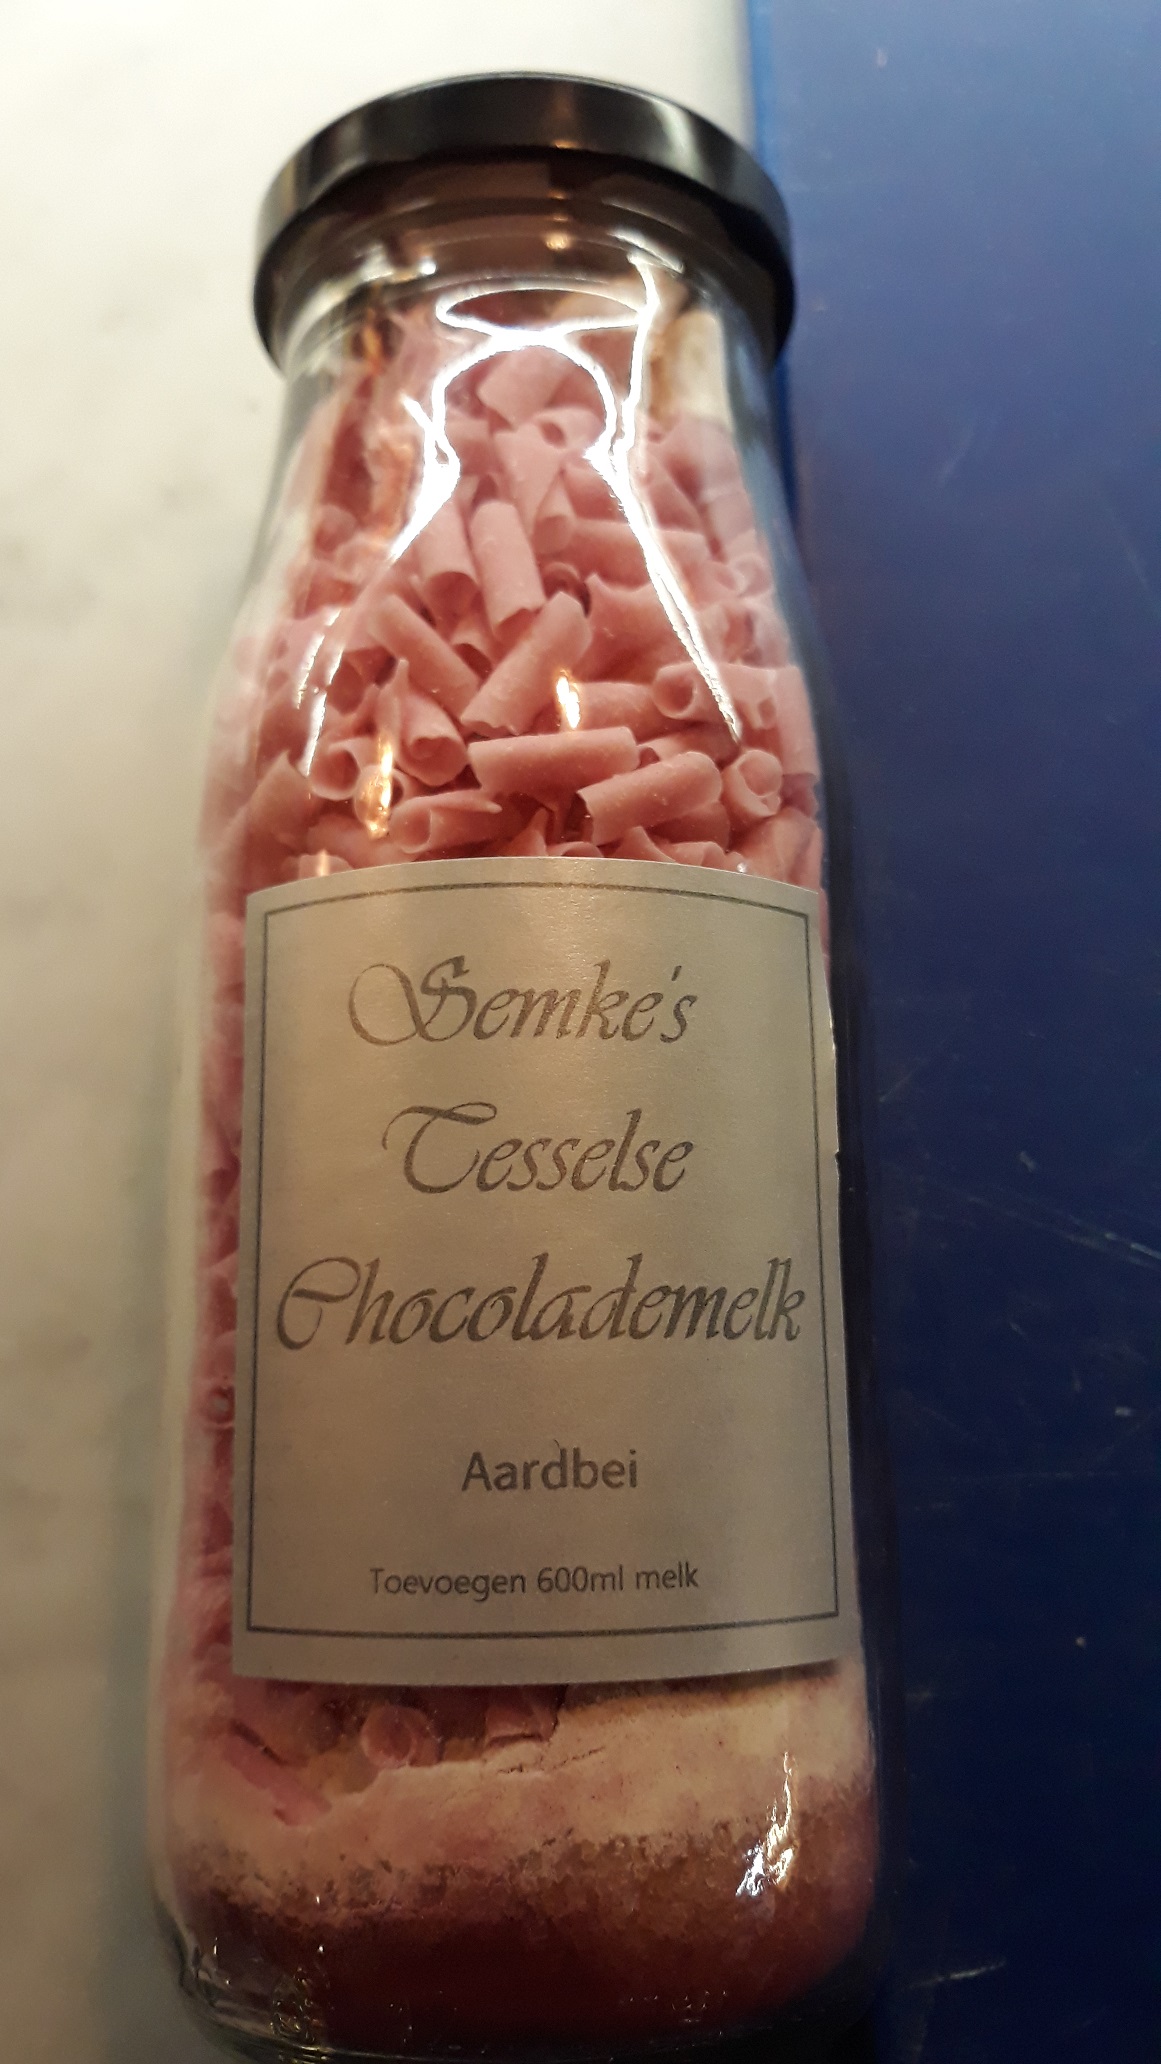 Semke's
Tesselse
Chocolademelk
Aardbei
Toevoegen 600ml melk